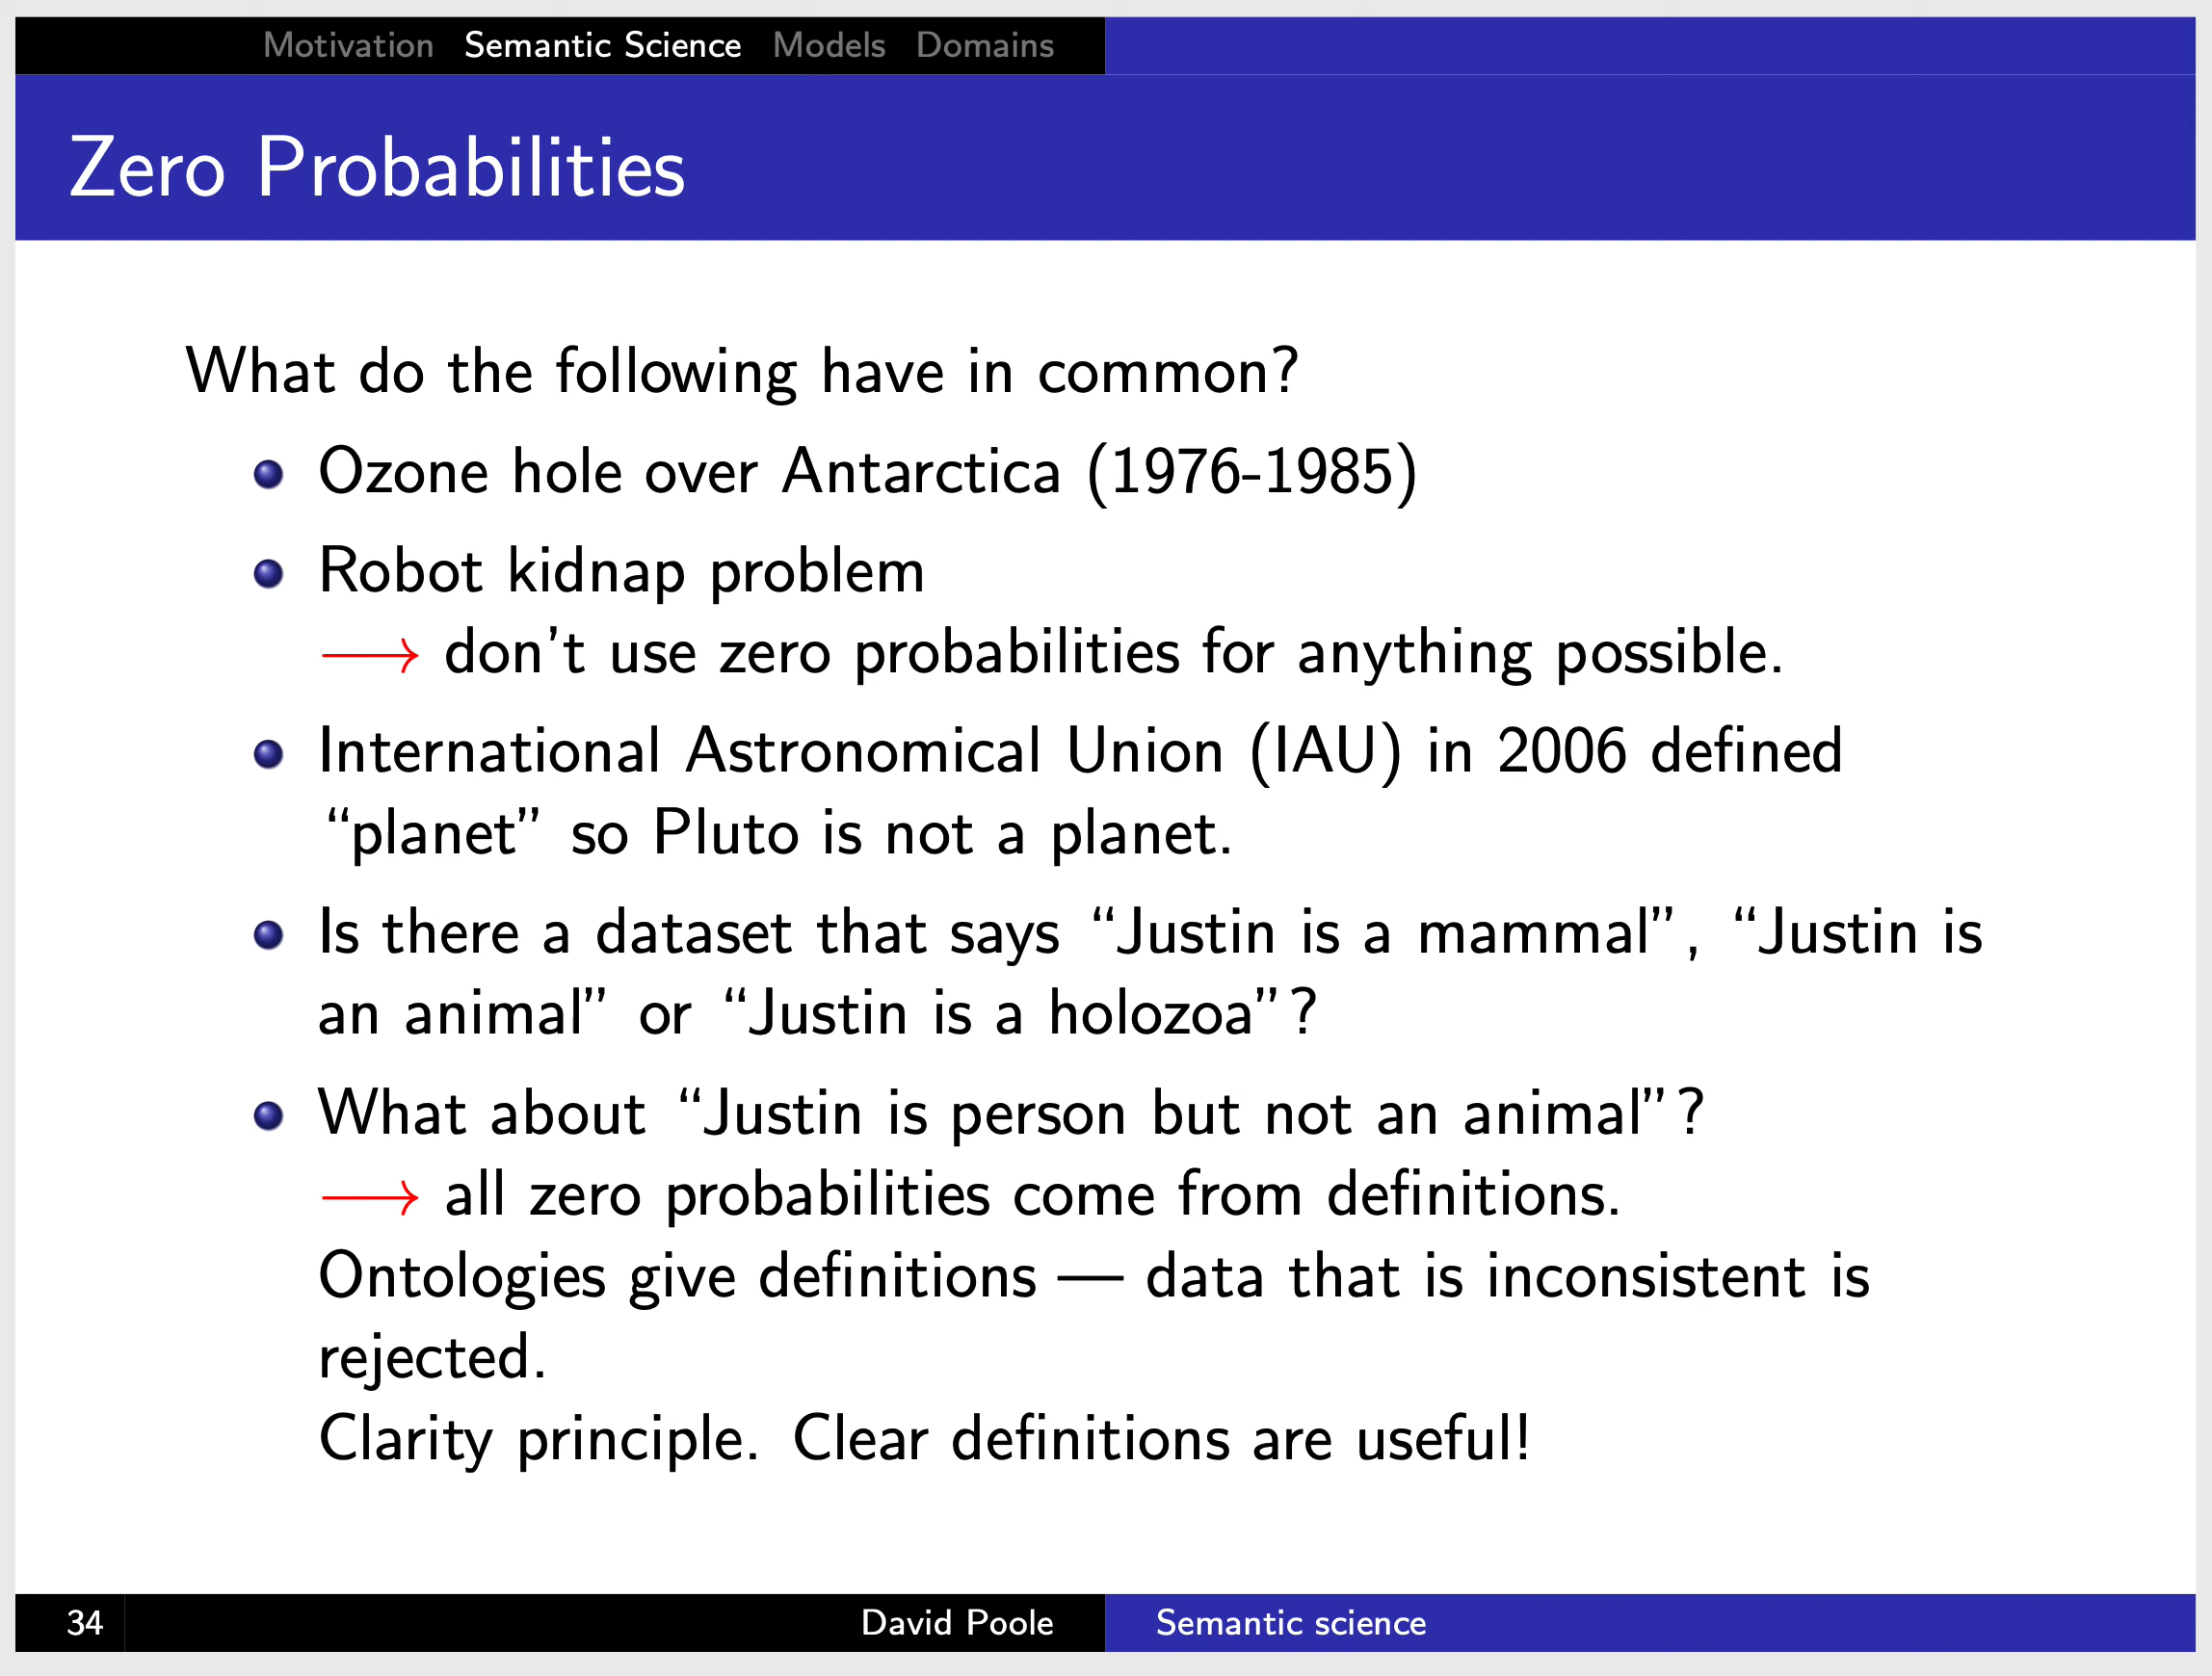 Motivation Semantic Science Models Domains
Zero Probabilities
What do the following have in common?
Ozone hole over Antarctica (1976-1985)
Robot kidnap problem
⟶ don't use zero probabilities for anything possible.
International Astronomical Union (IAU) in 2006 defined
“planet” so Pluto is not a planet.
Is there a dataset that says “Justin is a mammal”, “Justin is
an animal” or “Justin is a holozoa”?
What about “Justin is person but not an animal”?
⟶ all zero probabilities come from definitions.
Ontologies give definitions — data that is inconsistent is
rejected.
Clarity principle. Clear definitions are useful!
34 David Poole Semantic science